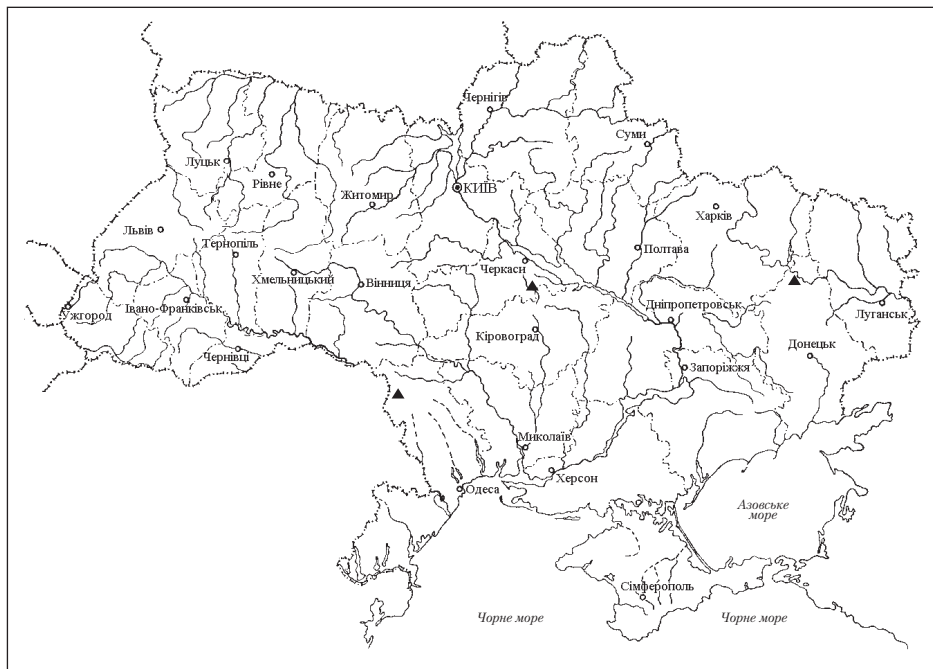 Чернігів
Суми
Луцьк
Рівне
КИЇВ
Житомир
Харків
Львів
Тернопіль
Полтава
Черкаси
Хмельницький
Вінниця
Ужгород
Івано-Франківськ
Дніпропетровськ
Луганськ
Кіровоград
Донецьк
Чернівці
Запоріжжя
Миколаїв
Херсон
Одеса
Азовське
море
Сімферополь
Чорне море
Чорне море